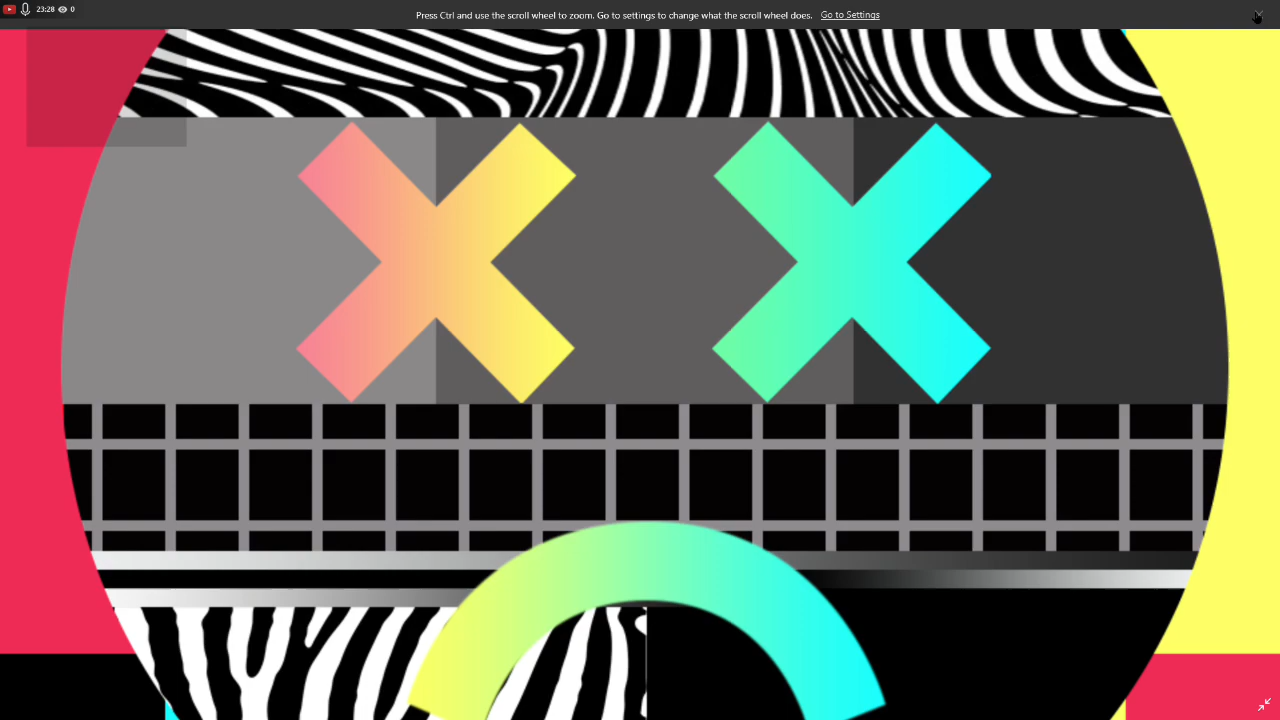 23:28 0
Press Ctrl and use the scroll wheel to zoom. Go to settings to change what the scroll wheel does. Go to Settings